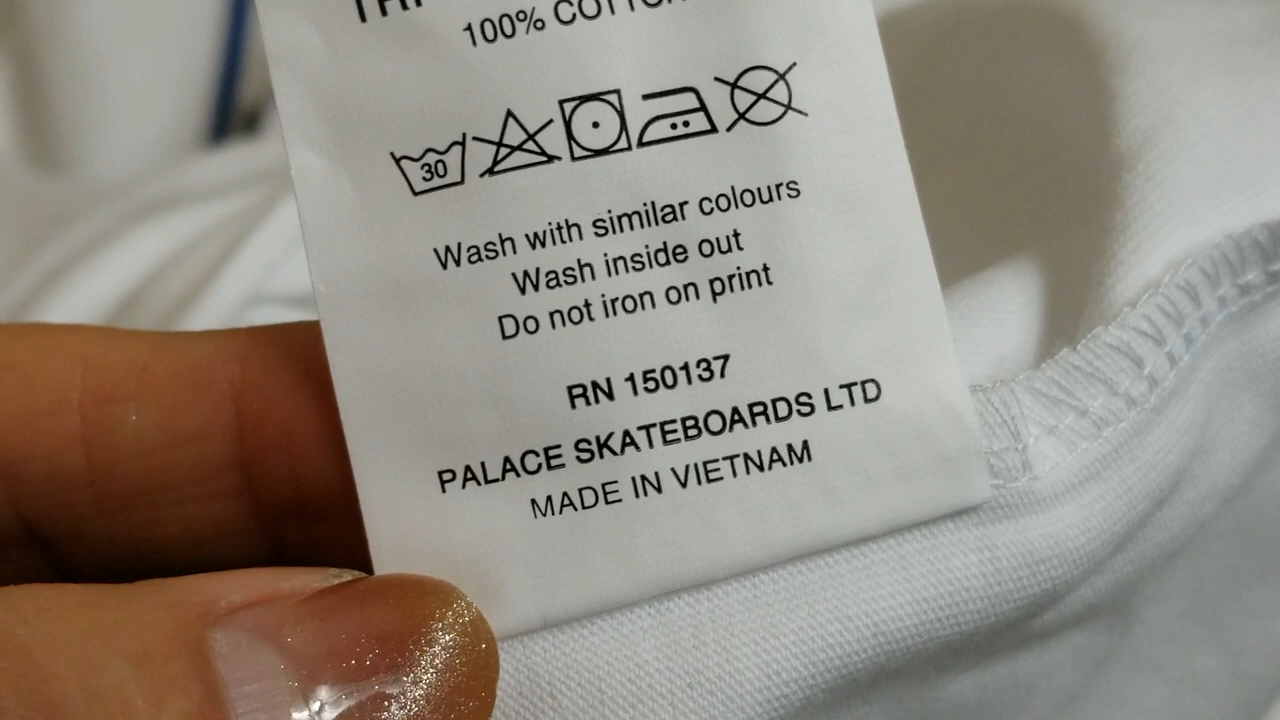 100%
30
Wash with similar colours
Wash inside out
Do not iron on print
RN 150137
PALACE SKATEBOARDS LTD
MADE IN VIETNAM